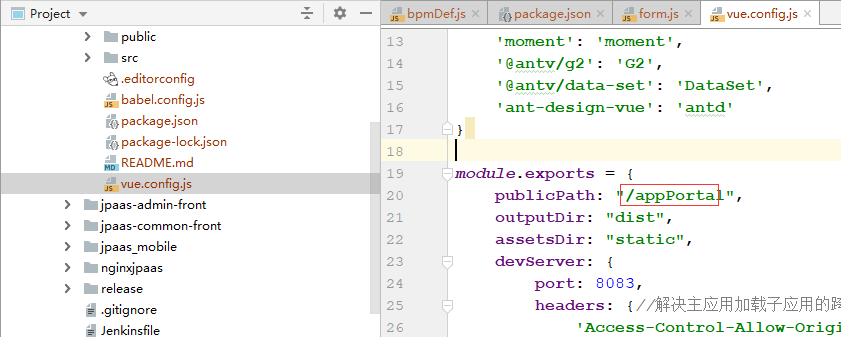 Project
public
src
.editorconfig
babel.config.js
package.json
package-lock.json
README.md
vue.config.js
jpaas-admin-front
jpaas-common-front
jpaas_mobile
nginxjpaas
release
.gitignore
Jenkinsfile
bpmDef.js package.json form.js vue.config.js
13 'moment': 'moment',
14 '@antv/g2': 'G2',
15 '@antv/data-set': 'DataSet',
16 'ant-design-vue': 'antd'
17 }
18
19 module.exports = {
20 publicPath: "/appPortal",
21 outputDir: "dist",
22 assetsDir: "static",
23 devServer: {
24 port: 8083,
25 headers: {//解决主应用加载子应用的跨
26 'Access-Control-Allow-Origi